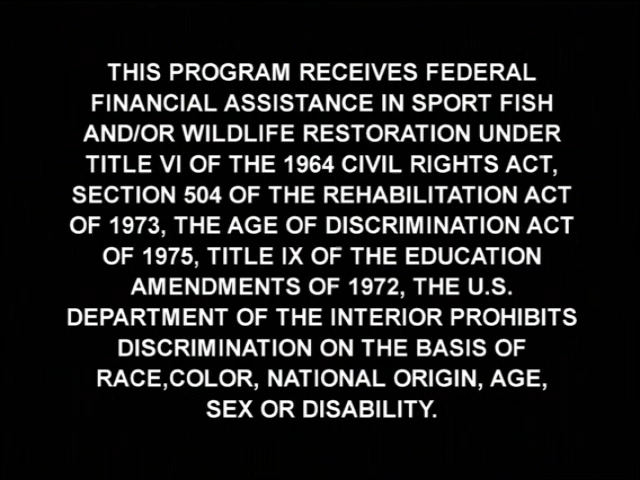 THIS PROGRAM RECEIVES FEDERAL
FINANCIAL ASSISTANCE IN SPORT FISH
AND/OR WILDLIFE RESTORATION UNDER
TITLE VI OF THE 1964 CIVIL RIGHTS ACT,
SECTION 504 OF THE REHABILITATION ACT
OF 1973, THE AGE OF DISCRIMINATION ACT
OF 1975, TITLE IX OF THE EDUCATION
AMENDMENTS OF 1972, THE U.S.
DEPARTMENT OF THE INTERIOR PROHIBITS
DISCRIMINATION ON THE BASIS OF
RACE,COLOR, NATIONAL ORIGIN, AGE,
SEX OR DISABILITY.